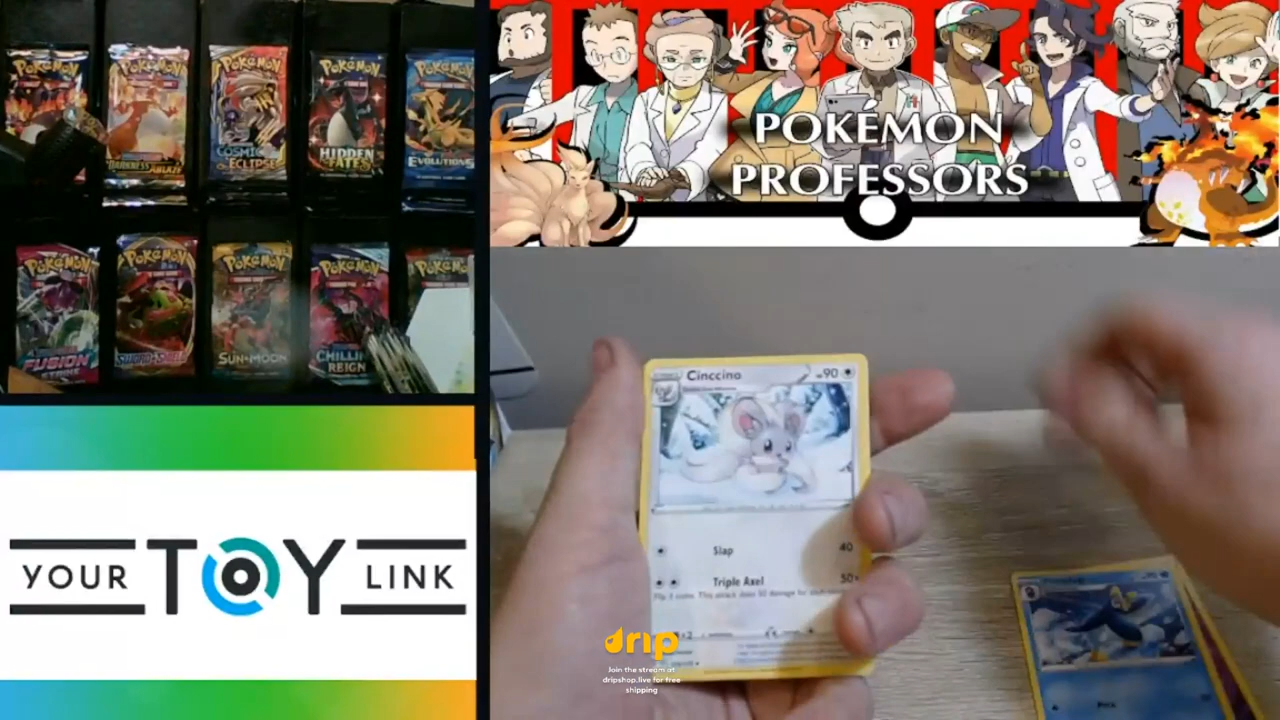 POKÉMON
POKÉMON
POKÉMON
POKÉMON
POKÉMON
DARKNESS ABLAZE
COSMIC
ECLIPSE
HIDDEN
FATES
EVOLUTIONS
POKÉMON
POKÉMON
POKÉMON
POKÉMON
POKÉMON
FUSION
STRIKE
SWORD & SHIELD
SUN & MOON
CHILLING
REIGN
YOUR TOY LINK
POKÉMON
PROFESSORS
Cinccino
90
Slap 40
Triple Axel 50
Peck
drip
Join the stream at
dripshop.live for free
shipping